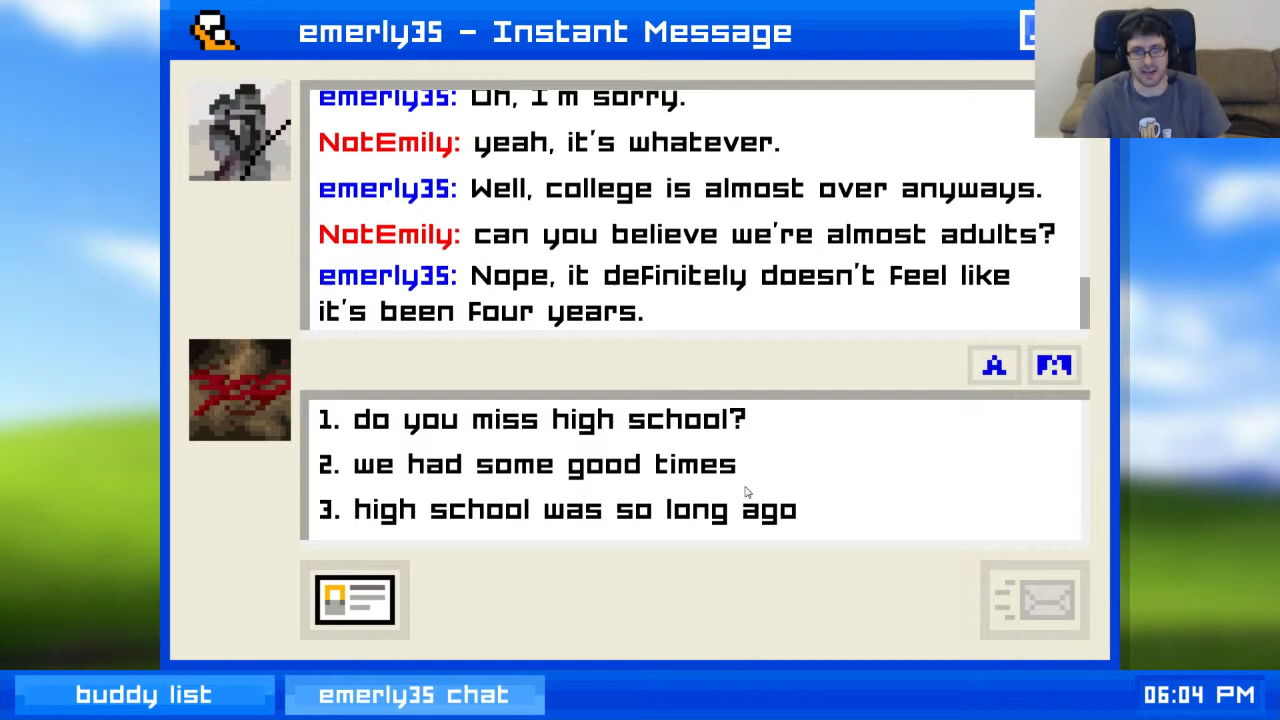 emerly35 - Instant Message
emerly35: Oh, I'm sorry.
NotEmily: yeah, it's whatever.
emerly35: Well, college is almost over anyways.
NotEmily: can you believe we're almost adults?
emerly35: Nope, it definitely doesn't feel like
it's been four years.
A
1. do you miss high school?
2. we had some good times
3. high school was so long ago
buddy list
emerly35 chat
06:04 PM